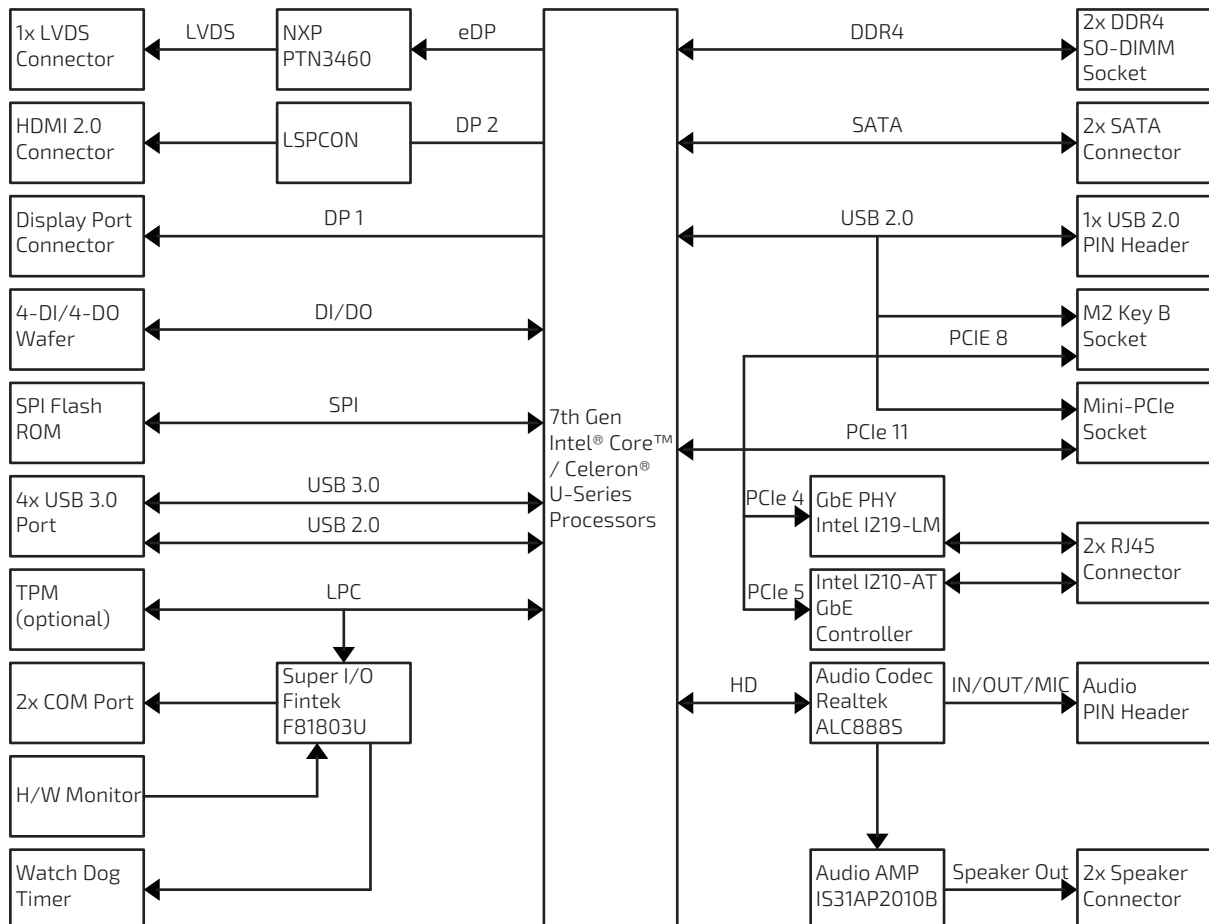 1x LVDS
Connector
LVDS
NXP
PTN3460
eDP
HDMI 2.0
Connector
LSPCON
DP 2
Display Port
Connector
DP 1
4-DI/4-DO
Wafer
DI/DO
SPI Flash
ROM
SPI
4x USB 3.0
Port
USB 3.0
USB 2.0
TPM
(optional)
LPC
2x COM Port
Super I/O
Fintek
F81803U
H/W Monitor
Watch Dog
Timer
7th Gen
Intel® Core™
/ Celeron®
U-Series
Processors
DDR4
2x DDR4
SO-DIMM
Socket
SATA
2x SATA
Connector
USB 2.0
1x USB 2.0
PIN Header
M2 Key B
Socket
PCIE 8
Mini-PCIe
Socket
PCIe 11
PCIe 4
GbE PHY
Intel I219-LM
2x RJ45
Connector
PCIe 5
Intel I210-AT
GbE
Controller
HD
Audio Codec
Realtek
ALC888S
IN/OUT/MIC
Audio
PIN Header
Audio AMP
IS31AP2010B
Speaker Out
2x Speaker
Connector